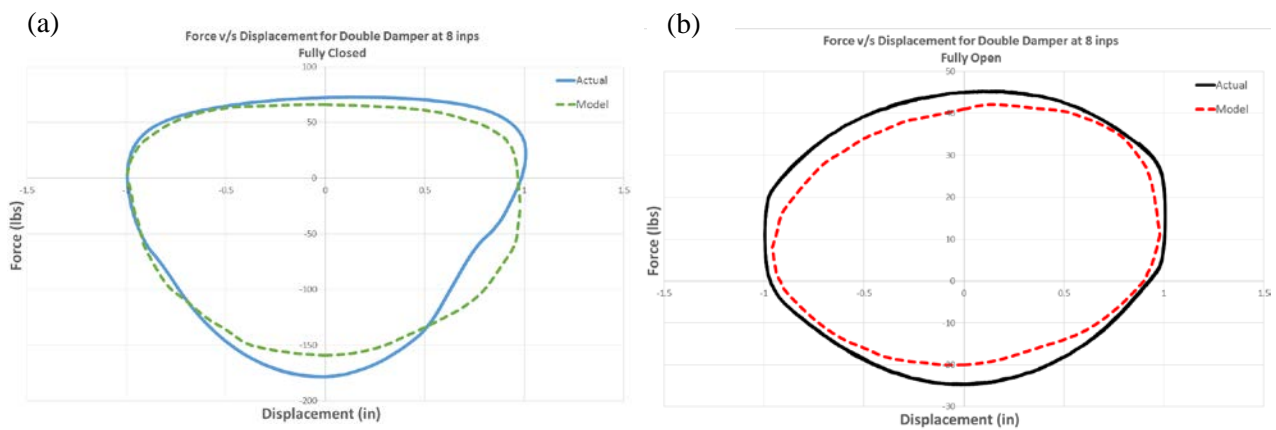 (a)
Force v/s Displacement for Double Damper at 8 inps
Fully Closed
100
50
0
-50
-100
-150
-200
-1.5
-1
-0.5
0
0.5
1
1.5
Actual
Model
Force (lbs)
Displacement (in)
(b)
Force v/s Displacement for Double Damper at 8 inps
Fully Open
50
40
30
20
10
0
-10
-20
-30
-1.5
-1
-0.5
0
0.5
1
1.5
Actual
Model
Force (lbs)
Displacement (in)